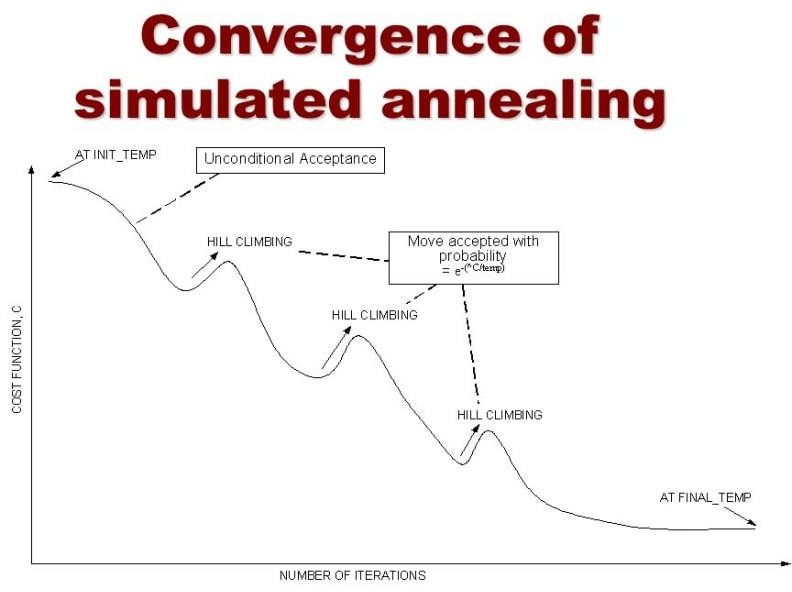 Convergence of
simulated annealing
AT INIT_TEMP
Unconditional Acceptance
HILL CLIMBING
Move accepted with
probability
= e-(^C/temp)
HILL CLIMBING
HILL CLIMBING
COST FUNCTION, C
AT FINAL_TEMP
NUMBER OF ITERATIONS